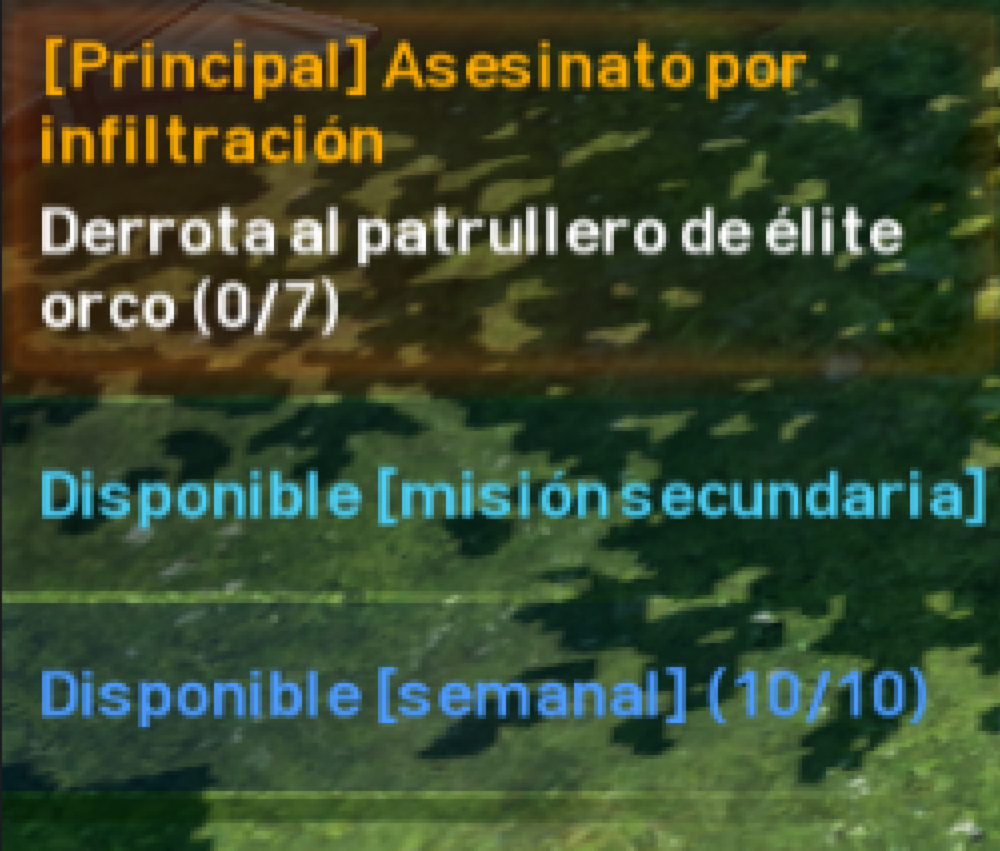 [Principal] Asesinato por
infiltración
Derrota al patrullero de élite
orco (0/7)
Disponible [misión secundaria]
Disponible [semanal] (10/10)